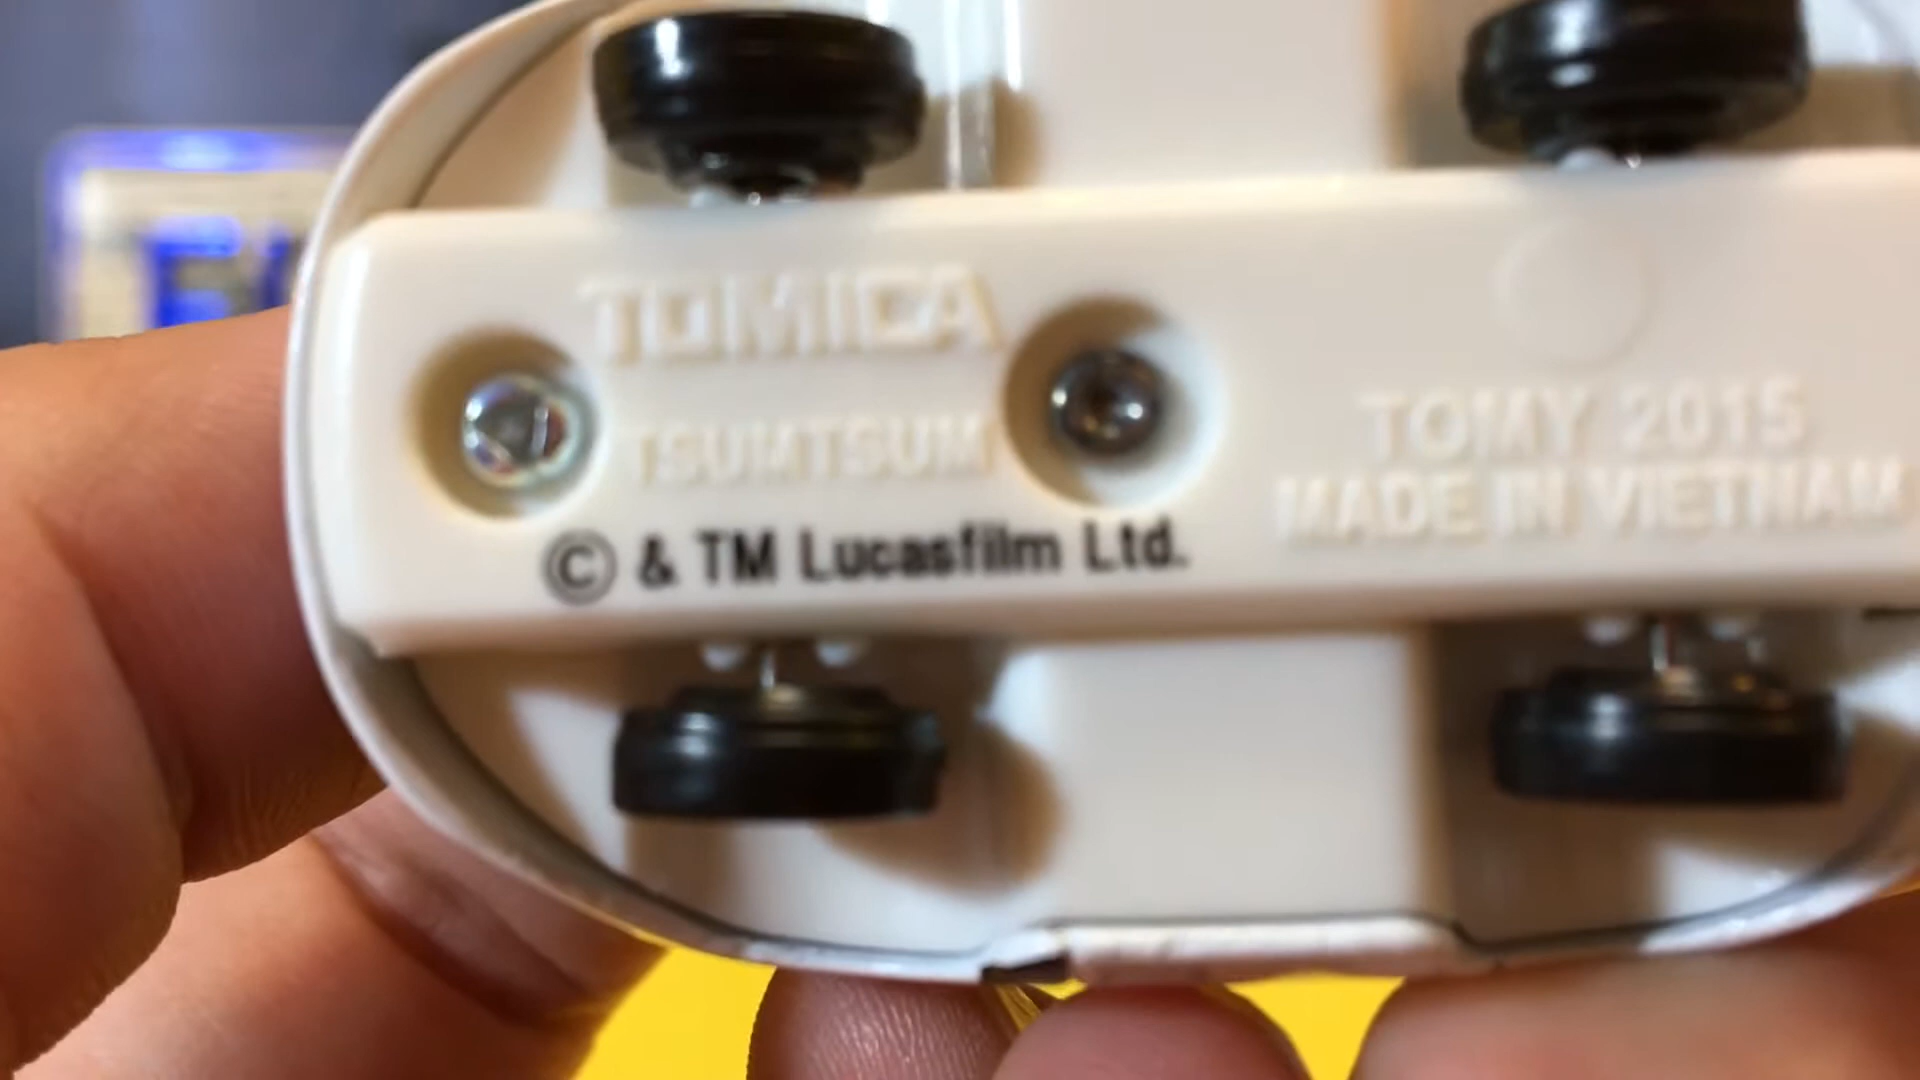 TOMICA
TSUMTSUM
© & TM Lucasfilm Ltd.
TOMY 2015
MADE IN VIETNAM